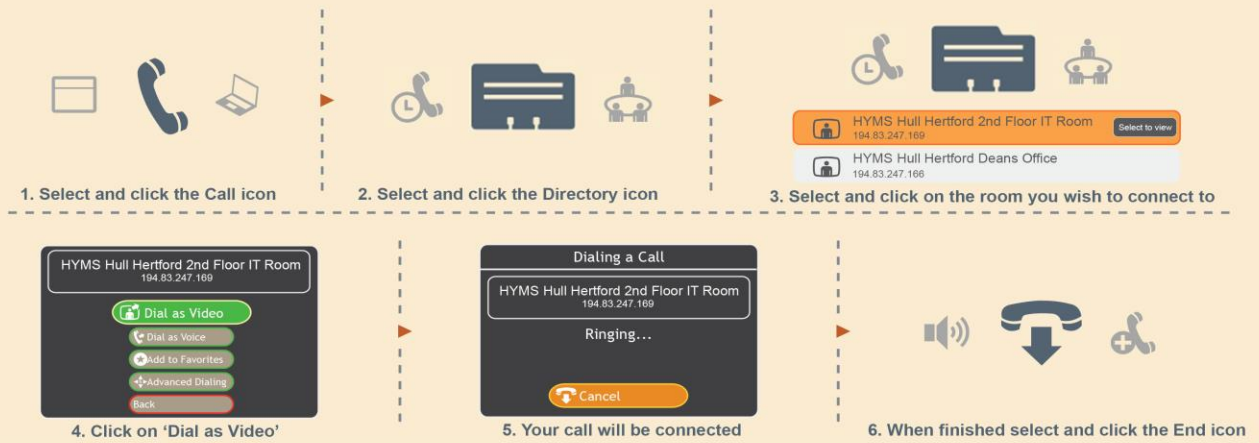 1. Select and click the Call icon
2. Select and click the Directory icon
HYMS Hull Hertford 2nd Floor IT Room
194.83.247.169
Select to view
HYMS Hull Hertford Deans Office
194.83.247.166
3. Select and click on the room you wish to connect to
HYMS Hull Hertford 2nd Floor IT Room
194.83.247.169
Dial as Video
Dial as Voice
Add to Favorites
Advanced Dialing
Back
4. Click on ‘Dial as Video’
Dialing a Call
HYMS Hull Hertford 2nd Floor IT Room
194.83.247.169
Ringing...
Cancel
5. Your call will be connected
6. When finished select and click the End icon